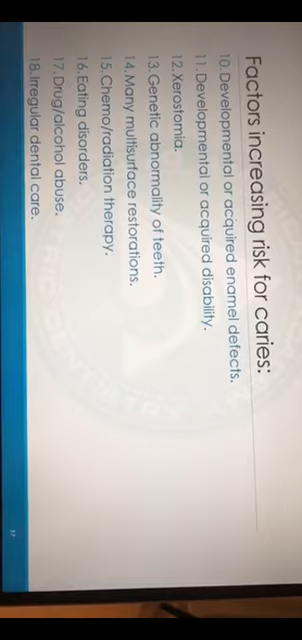 Factors increasing risk for caries:
10. Developmental or acquired enamel defects.
11. Developmental or acquired disability.
12. Xerostomia.
13. Genetic abnormality of teeth.
14. Many multisurface restorations.
15. Chemo/radiation therapy.
16. Eating disorders.
17. Drug/alcohol abuse.
18. Irregular dental care.